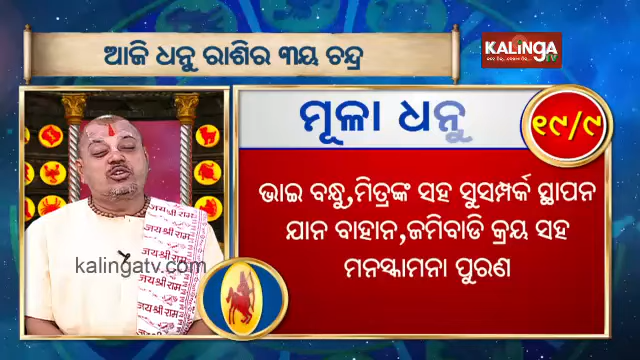 ଆଜି ଧନୁ ରାଶିର ୩ୟ ଚନ୍ଦ୍ର
KALINGA TV
ମୂଳା ଧନୁ
୧୯/୯
ଭାଇ ବନ୍ଧୁ,ମିତ୍ରଙ୍କ ସହ ସୁସମ୍ପର୍କ ସ୍ଥାପନ
ଯାନ ବାହାନ,ଜମିବାଡି କ୍ରୟ ସହ
ମନସ୍କାମନା ପୁରଣ
जय श्री राम
kalingatv.com